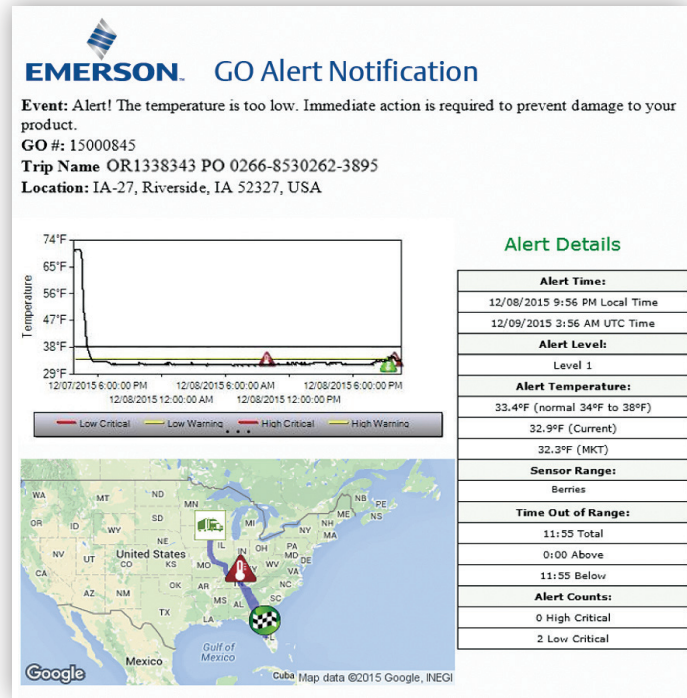 EMERSON. GO Alert Notification
Event: Alert! The temperature is too low. Immediate action is required to prevent damage to your
product.
GO #: 15000845
Trip Name OR1338343 PO 0266-8530262-3895
Location: IA-27, Riverside, IA 52327, USA
74°F
65°F
56°F
47°F
38°F
29°F
Temperature
12/07/2015 6:00:00 PM 12/08/2015 6:00:00 AM 12/08/2015 6:00:00 PM
12/08/2015 12:00:00 AM 12/08/2015 12:00:00 PM
Low Critical Low Warning High Critical High Warning
Alert Details
Alert Time:
12/08/2015 9:56 PM Local Time
12/09/2015 3:56 AM UTC Time
Alert Level:
Level 1
Alert Temperature:
33.4°F (normal 34°F to 38°F)
32.9°F (Current)
32.3°F (MKT)
Sensor Range:
Berries
Time Out of Range:
11:55 Total
0:00 Above
11:55 Below
Alert Counts:
0 High Critical
2 Low Critical
WA MT ND MN NB PE
OR ID SD MI ME NS
WY NY NH
MA
NE IL IN OH PA
NV UT United States MD
CO KS MO WV DE
CA VA
OK AR NC
AZ NM MS AL SC
TX LA
FL
Gulf of
Mexico
Mexico
Cuba
Google Map data ©2015 Google, INEGI